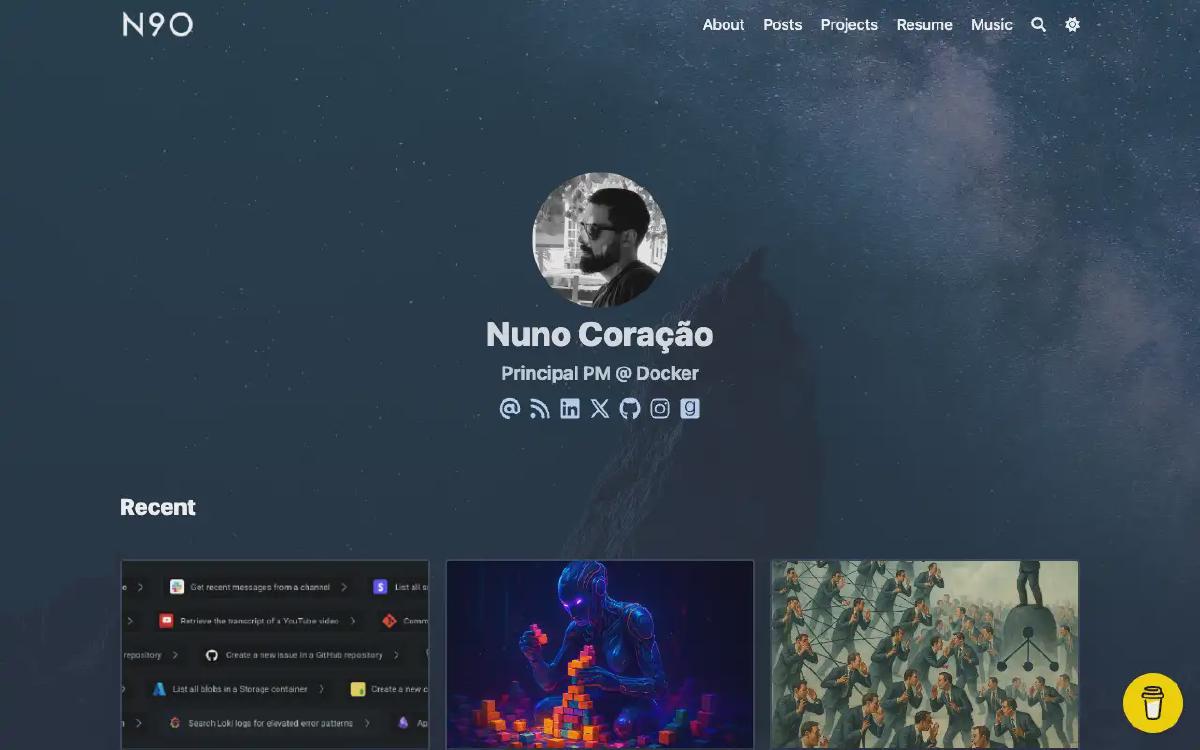 N9O
About Posts Projects Resume Music
Nuno Coração
Principal PM @ Docker
Recent
Get recent messages from a channel
List all
Retrieve the transcript of a YouTube video
repository
Create a new issue in a GitHub repository
List all blobs in a Storage container
Create a new
Search Loki logs for elevated error patterns